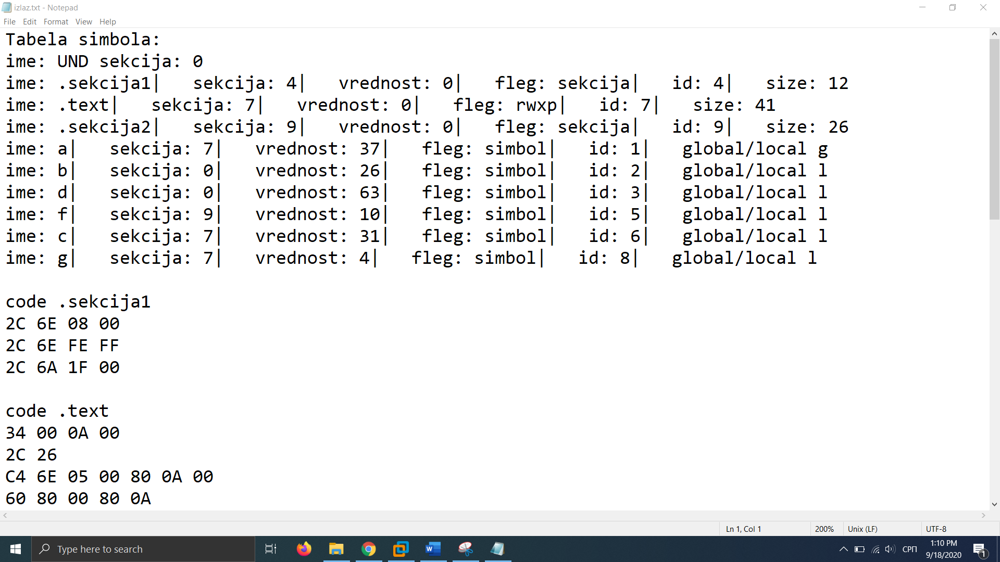 izlaz.txt - Notepad
File Edit Format View Help
Tabela simbola:
ime: UND sekcija: 0
ime: .sekcija1|   sekcija: 4|   vrednost: 0|   fleg: sekcija|   id: 4|   size: 12
ime: .text|   sekcija: 7|   vrednost: 0|   fleg: rwxp|   id: 7|   size: 41
ime: .sekcija2|   sekcija: 9|   vrednost: 0|   fleg: sekcija|   id: 9|   size: 26
ime: a|   sekcija: 7|   vrednost: 37|   fleg: simbol|   id: 1|   global/local g
ime: b|   sekcija: 0|   vrednost: 26|   fleg: simbol|   id: 2|   global/local l
ime: d|   sekcija: 0|   vrednost: 63|   fleg: simbol|   id: 3|   global/local l
ime: f|   sekcija: 9|   vrednost: 10|   fleg: simbol|   id: 5|   global/local l
ime: c|   sekcija: 7|   vrednost: 31|   fleg: simbol|   id: 6|   global/local l
ime: g|   sekcija: 7|   vrednost: 4|   fleg: simbol|   id: 8|   global/local l
code .sekcija1
2C 6E 08 00
2C 6E FE FF
2C 6A 1F 00
code .text
34 00 0A 00
2C 26
C4 6E 05 00 80 0A 00
60 80 00 80 0A
Ln 1, Col 1 200% Unix (LF) UTF-8
Type here to search
W
СРП
1:10 PM
9/18/2020
1